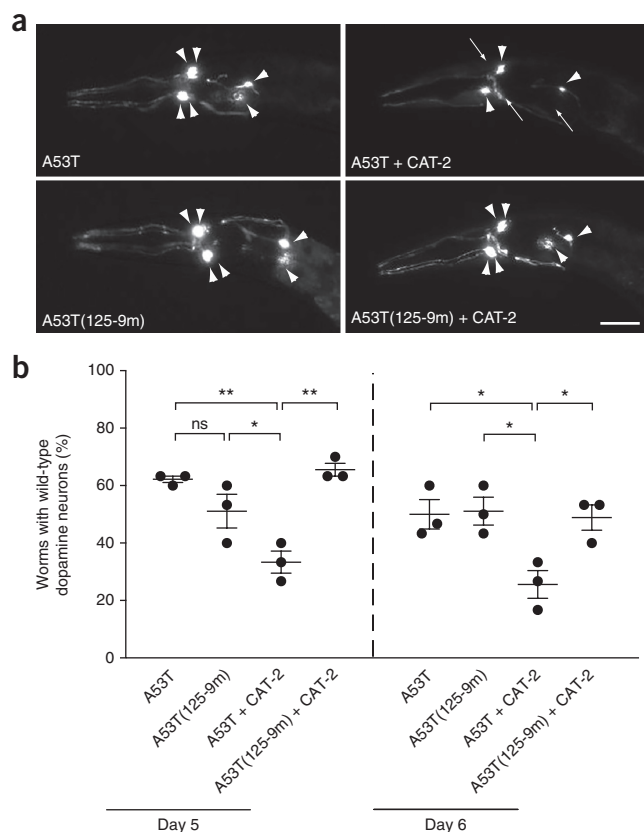 a
A53T
A53T + CAT-2
A53T(125-9m)
A53T(125-9m) + CAT-2
b
Worms with wild-type
dopamine neurons (%)
100
80
60
40
20
0
**
**
ns
*
*
*
*
A53T
A53T(125-9m)
A53T + CAT-2
A53T(125-9m) + CAT-2
A53T
A53T(125-9m)
A53T + CAT-2
A53T(125-9m) + CAT-2
Day 5
Day 6